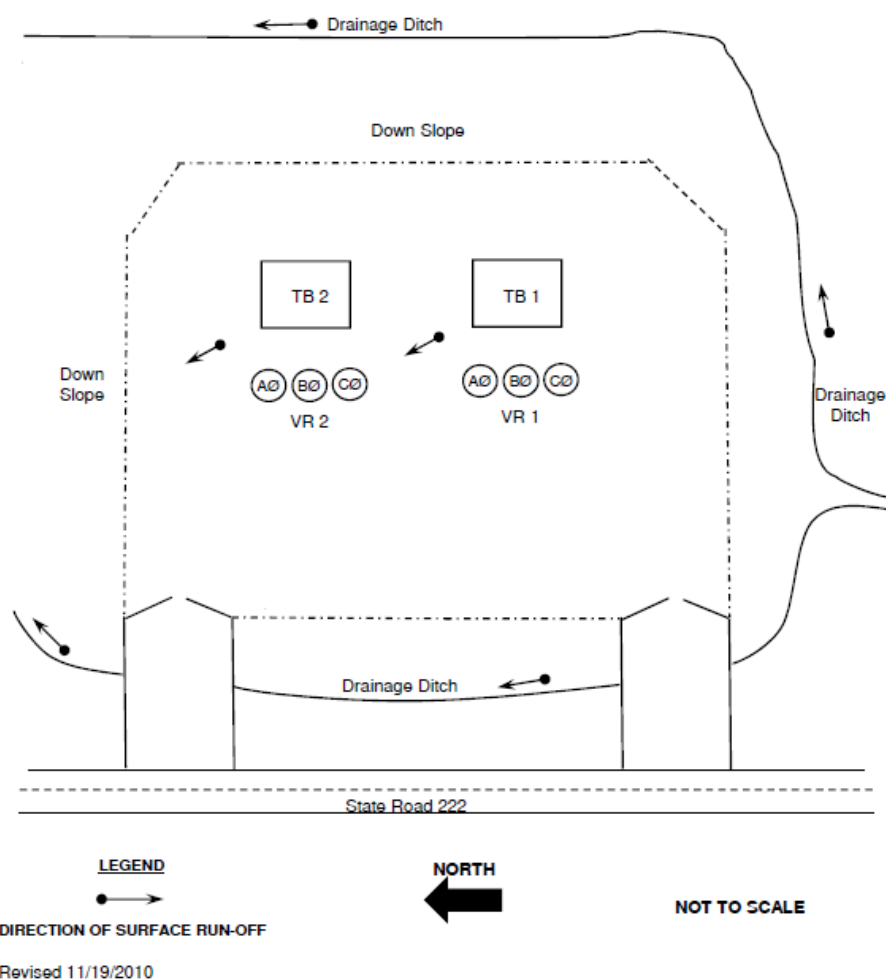 Drainage Ditch
Down Slope
TB 2
TB 1
Down
Slope
AØ BØ CØ
VR 2
AØ BØ CØ
VR 1
Drainage
Ditch
Drainage Ditch
State Road 222
LEGEND
DIRECTION OF SURFACE RUN-OFF
NORTH
NOT TO SCALE
Revised 11/19/2010